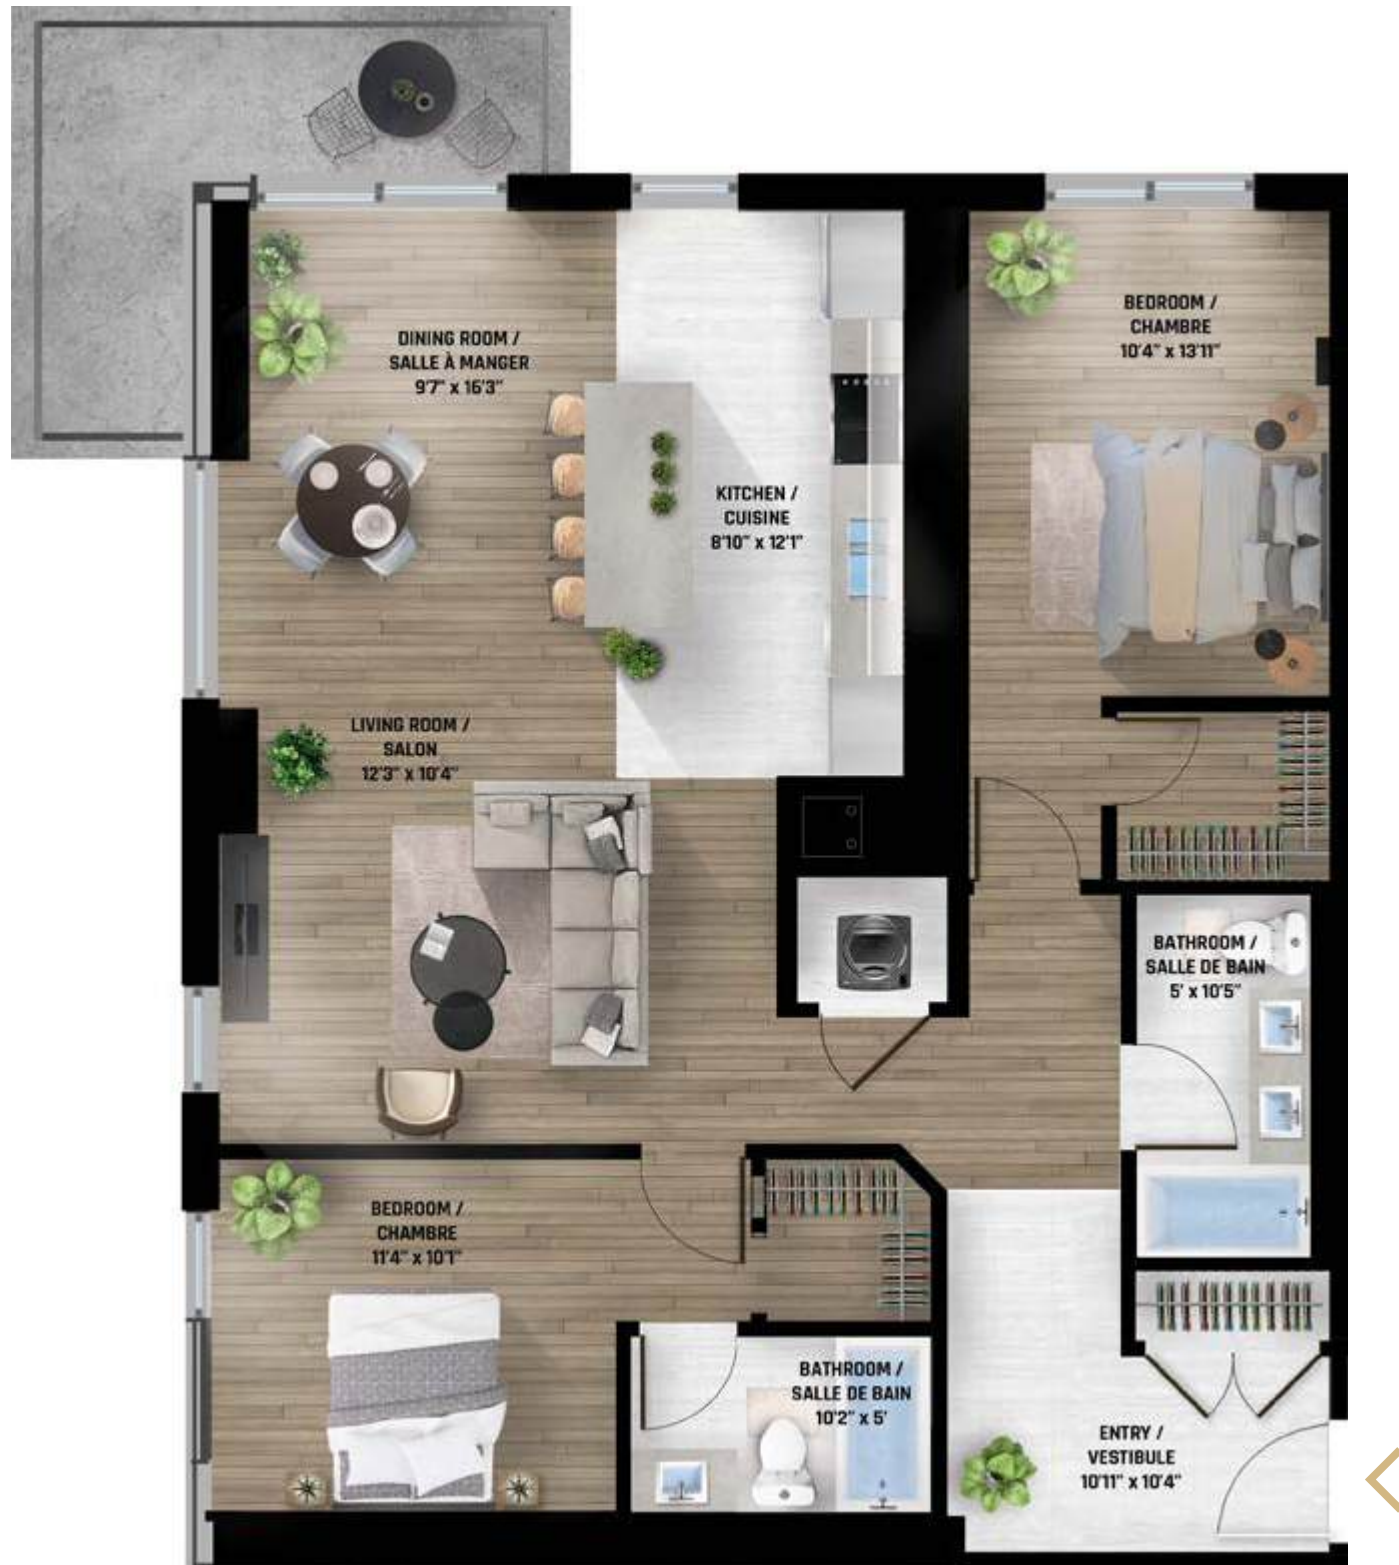 DINING ROOM /
SALLE À MANGER
9'7" x 16'3"
BEDROOM /
CHAMBRE
10'4" x 13'11"
KITCHEN /
CUISINE
8'10" x 12'1"
LIVING ROOM /
SALON
12'3" x 10'4"
BATHROOM /
SALLE DE BAIN
5' x 10'5"
BEDROOM /
CHAMBRE
11'4" x 10'1"
BATHROOM /
SALLE DE BAIN
10'2" x 5'
ENTRY /
VESTIBULE
10'11" x 10'4"